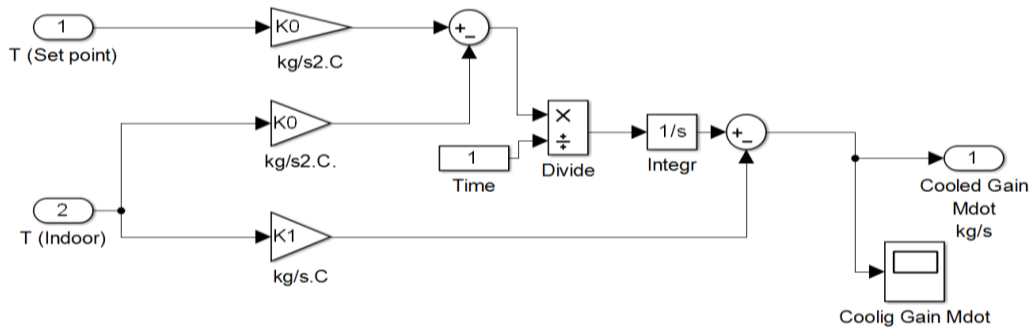 1
T (Set point)
K0
kg/s2.C
+
−
K0
kg/s2.C.
1
Time
×
÷
Divide
1/s
Integr
+
−
1
Cooled Gain
Mdot
kg/s
2
T (Indoor)
K1
kg/s.C
Coolig Gain Mdot